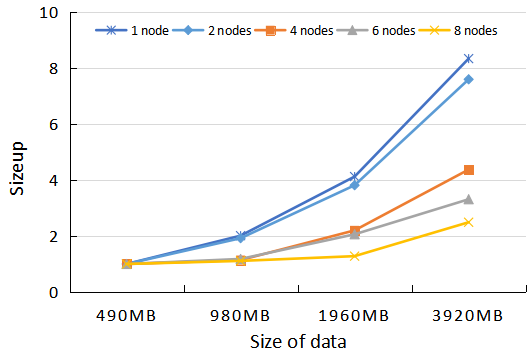 10
1 node 2 nodes 4 nodes 6 nodes 8 nodes
8
6
4
2
0
Sizeup
490MB 980MB 1960MB 3920MB
Size of data